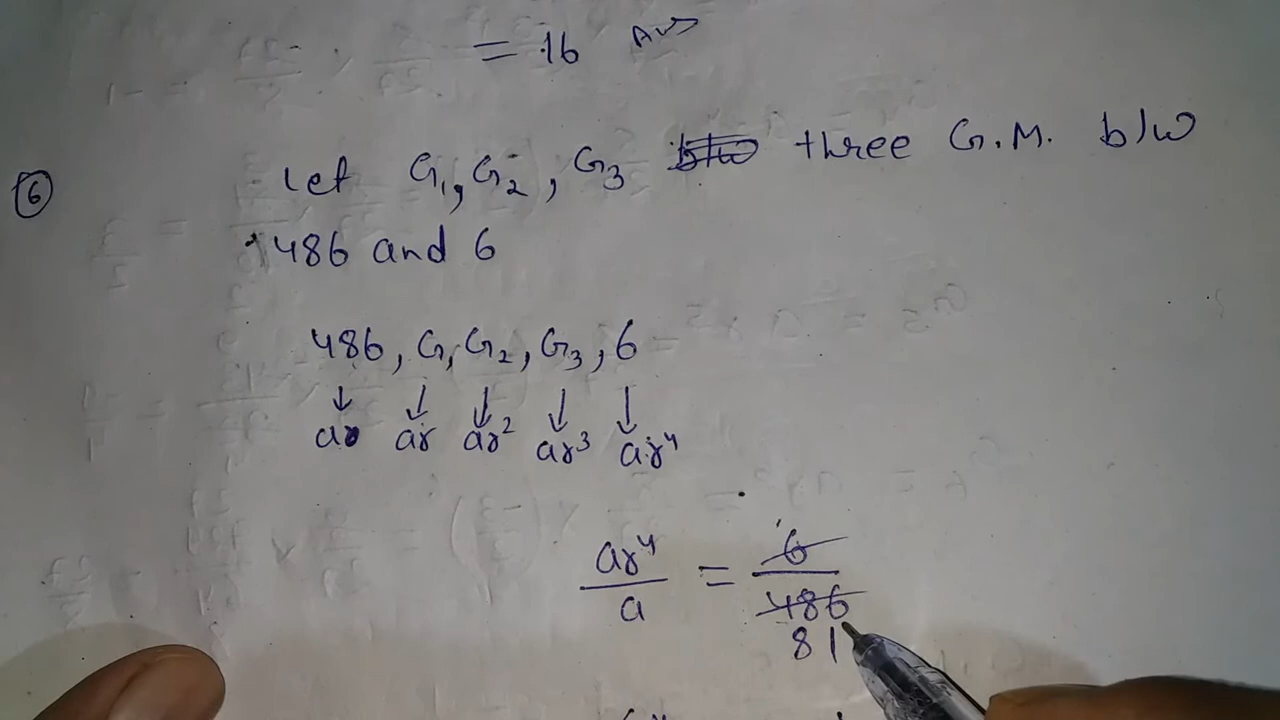 = 16 Ans
⑥ Let G₁, G₂, G₃ three G.M. b/w
486 and 6
486, G₁, G₂, G₃, 6
↓ ↓ ↓ ↓ ↓
a ar ar² ar³ ar⁴
ar⁴/a = 6/486
81